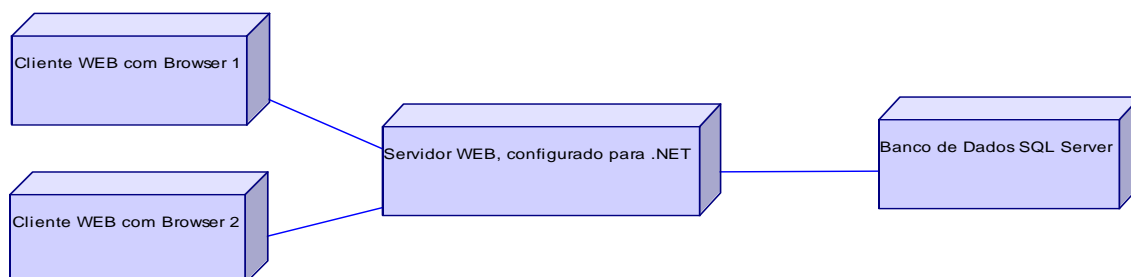 Cliente WEB com Browser 1
Servidor WEB, configurado para .NET
Banco de Dados SQL Server
Cliente WEB com Browser 2